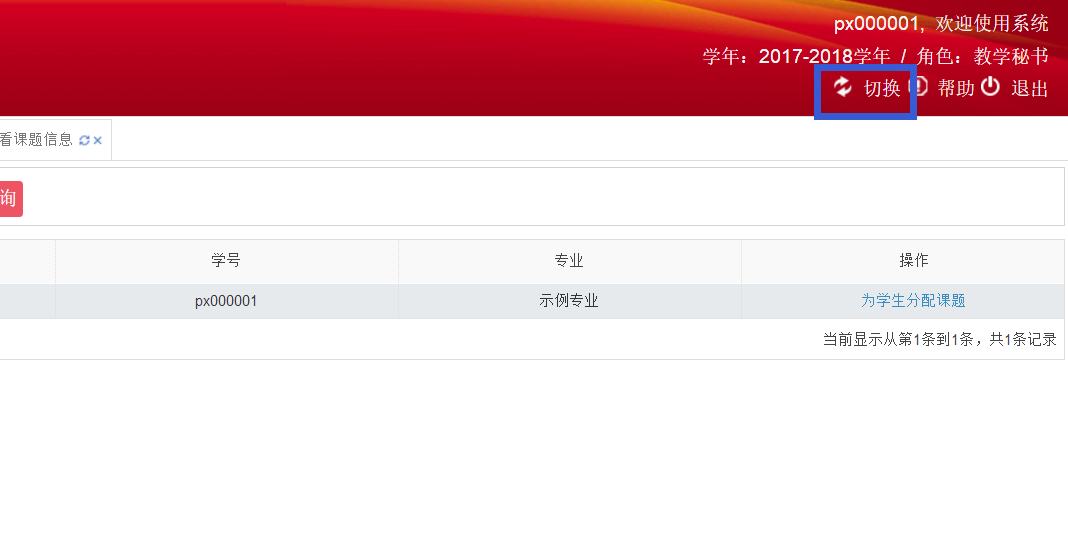 px000001, 欢迎使用系统
学年：2017-2018学年 / 角色：教学秘书
切换 帮助 退出
看课题信息
询
学号 专业 操作
px000001 示例专业 为学生分配课题
当前显示从第1条到1条，共1条记录